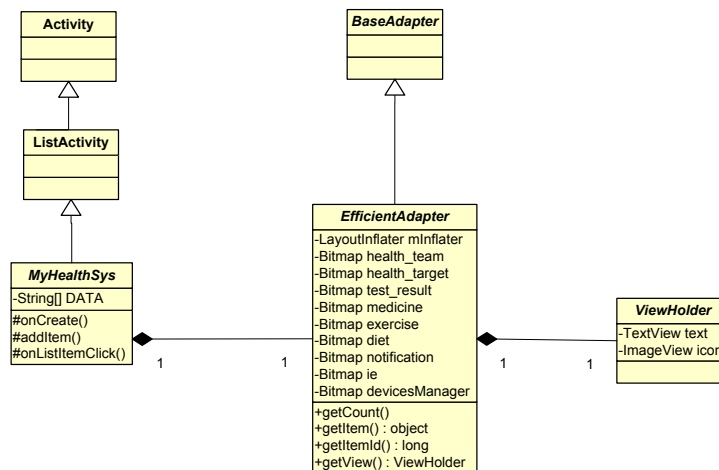 Activity
BaseAdapter
ListActivity
EfficientAdapter
-LayoutInflater mInflater
-Bitmap health_team
-Bitmap health_target
-Bitmap test_result
-Bitmap medicine
-Bitmap exercise
-Bitmap diet
-Bitmap notification
-Bitmap ie
-Bitmap devicesManager
+getCount()
+getItem() : object
+getItemId() : long
+getView() : ViewHolder
MyHealthSys
-String[] DATA
#onCreate()
#addItem()
#onListItemClick()
1
1
1
1
ViewHolder
-TextView text
-ImageView icon